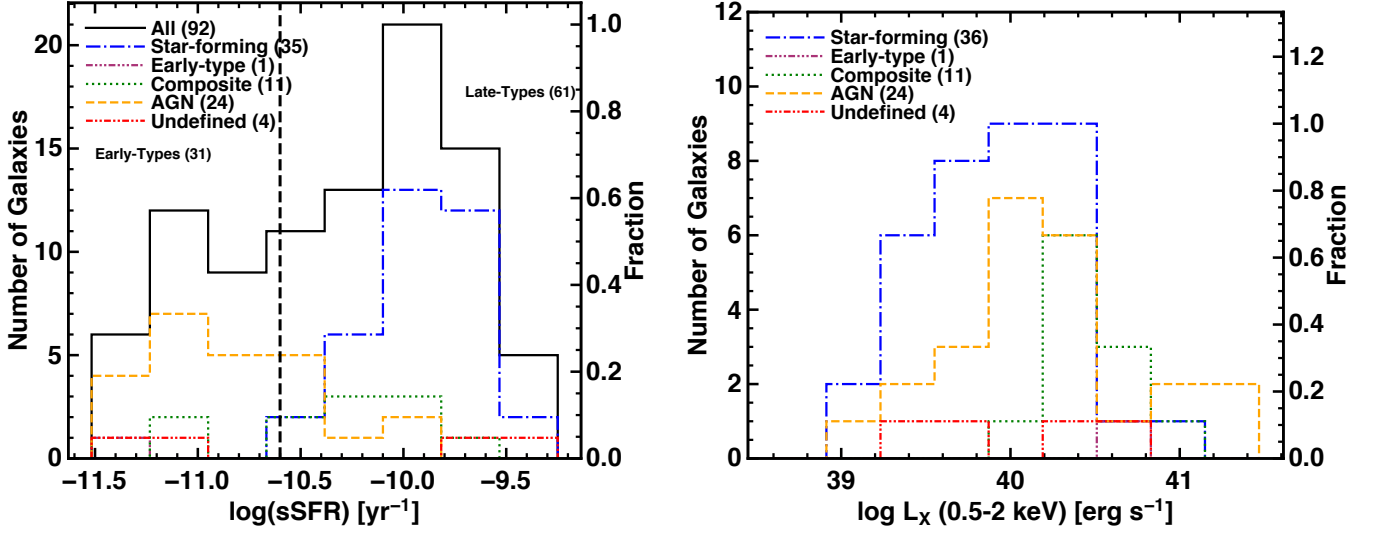 All (92)
Star-forming (35)
Early-type (1)
Composite (11)
AGN (24)
Undefined (4)
Late-Types (61)
Early-Types (31)
Number of Galaxies
0
5
10
15
20
Fraction
0.0
0.2
0.4
0.6
0.8
1.0
−11.5 −11.0 −10.5 −10.0 −9.5
log(sSFR) [yr⁻¹]
Star-forming (36)
Early-type (1)
Composite (11)
AGN (24)
Undefined (4)
Number of Galaxies
0
2
4
6
8
10
12
Fraction
0.0
0.2
0.4
0.6
0.8
1.0
1.2
39 40 41
log L_X (0.5-2 keV) [erg s⁻¹]